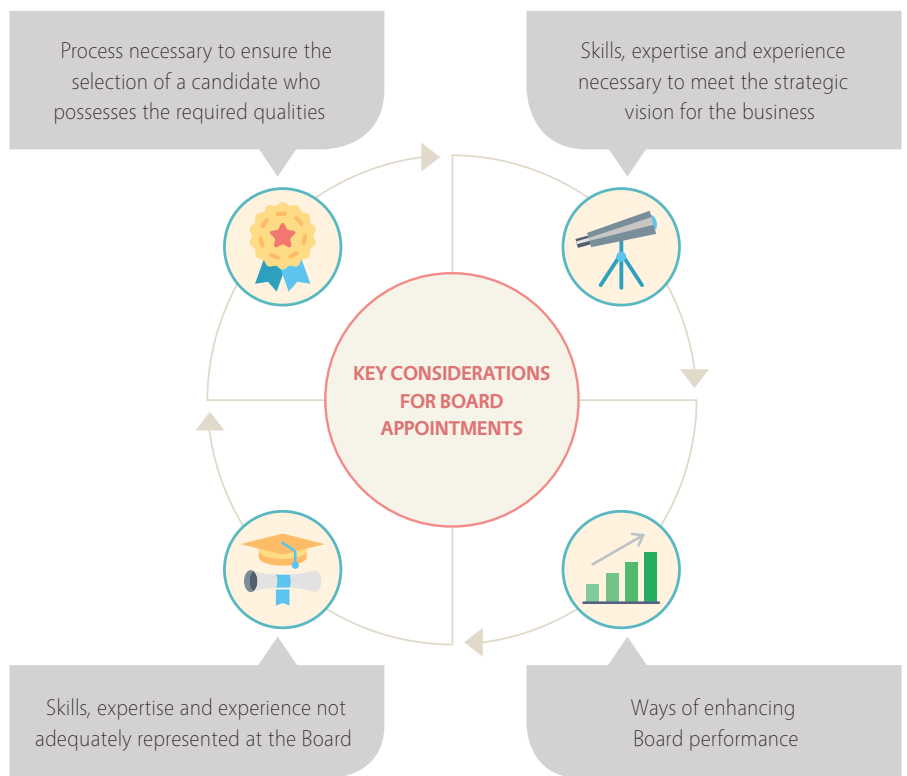 Process necessary to ensure the
selection of a candidate who
possesses the required qualities
Skills, expertise and experience
necessary to meet the strategic
vision for the business
KEY CONSIDERATIONS
FOR BOARD
APPOINTMENTS
Skills, expertise and experience not
adequately represented at the Board
Ways of enhancing
Board performance